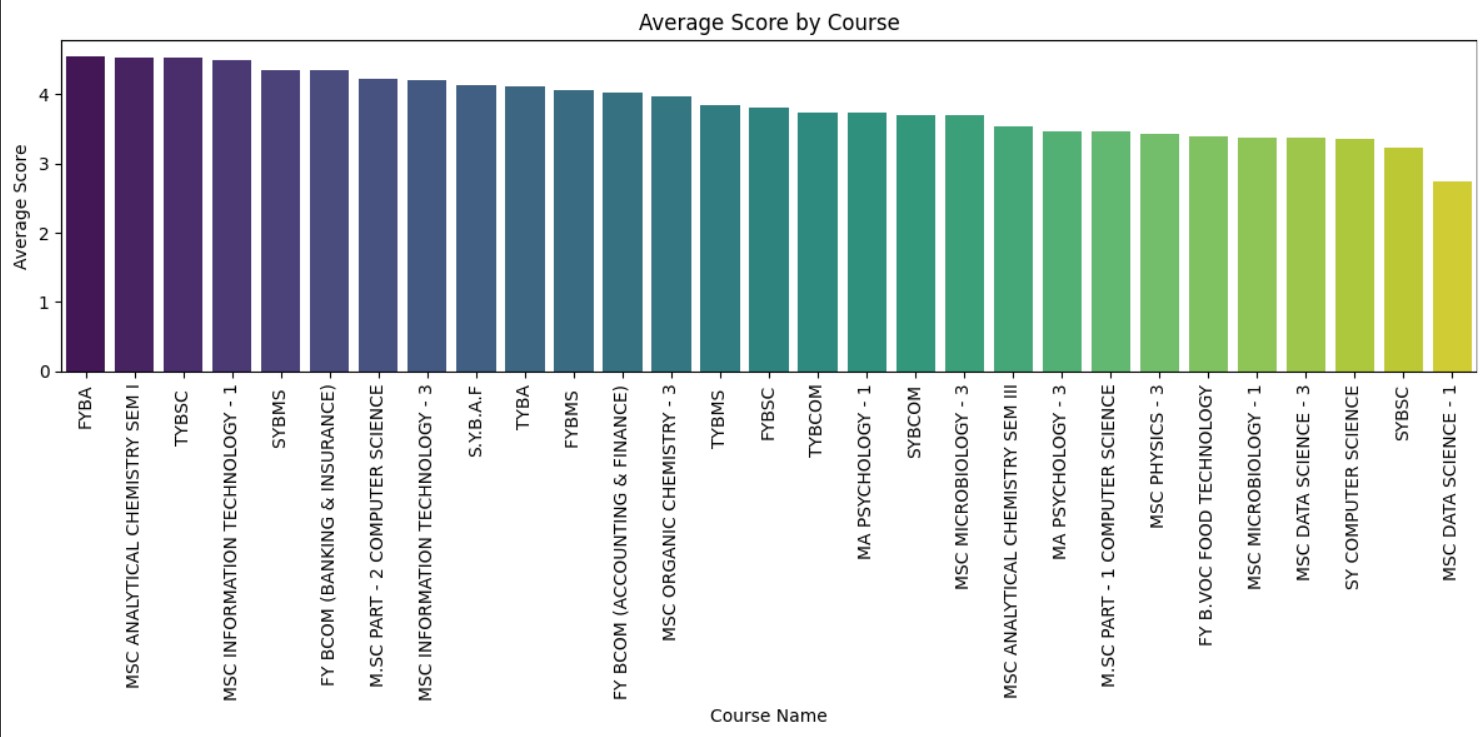 Average Score by Course
Average Score
4
3
2
1
0
FYBA
MSC ANALYTICAL CHEMISTRY SEM I
TYBSC
MSC INFORMATION TECHNOLOGY - 1
SYBMS
FY BCOM (BANKING & INSURANCE)
M.SC PART - 2 COMPUTER SCIENCE
MSC INFORMATION TECHNOLOGY - 3
S.Y.B.A.F
TYBA
FYBMS
FY BCOM (ACCOUNTING & FINANCE)
MSC ORGANIC CHEMISTRY - 3
TYBMS
FYBSC
TYBCOM
MA PSYCHOLOGY - 1
SYBCOM
MSC MICROBIOLOGY - 3
MSC ANALYTICAL CHEMISTRY SEM III
MA PSYCHOLOGY - 3
M.SC PART - 1 COMPUTER SCIENCE
MSC PHYSICS - 3
FY B.VOC FOOD TECHNOLOGY
MSC MICROBIOLOGY - 1
MSC DATA SCIENCE - 3
SY COMPUTER SCIENCE
SYBSC
MSC DATA SCIENCE - 1
Course Name